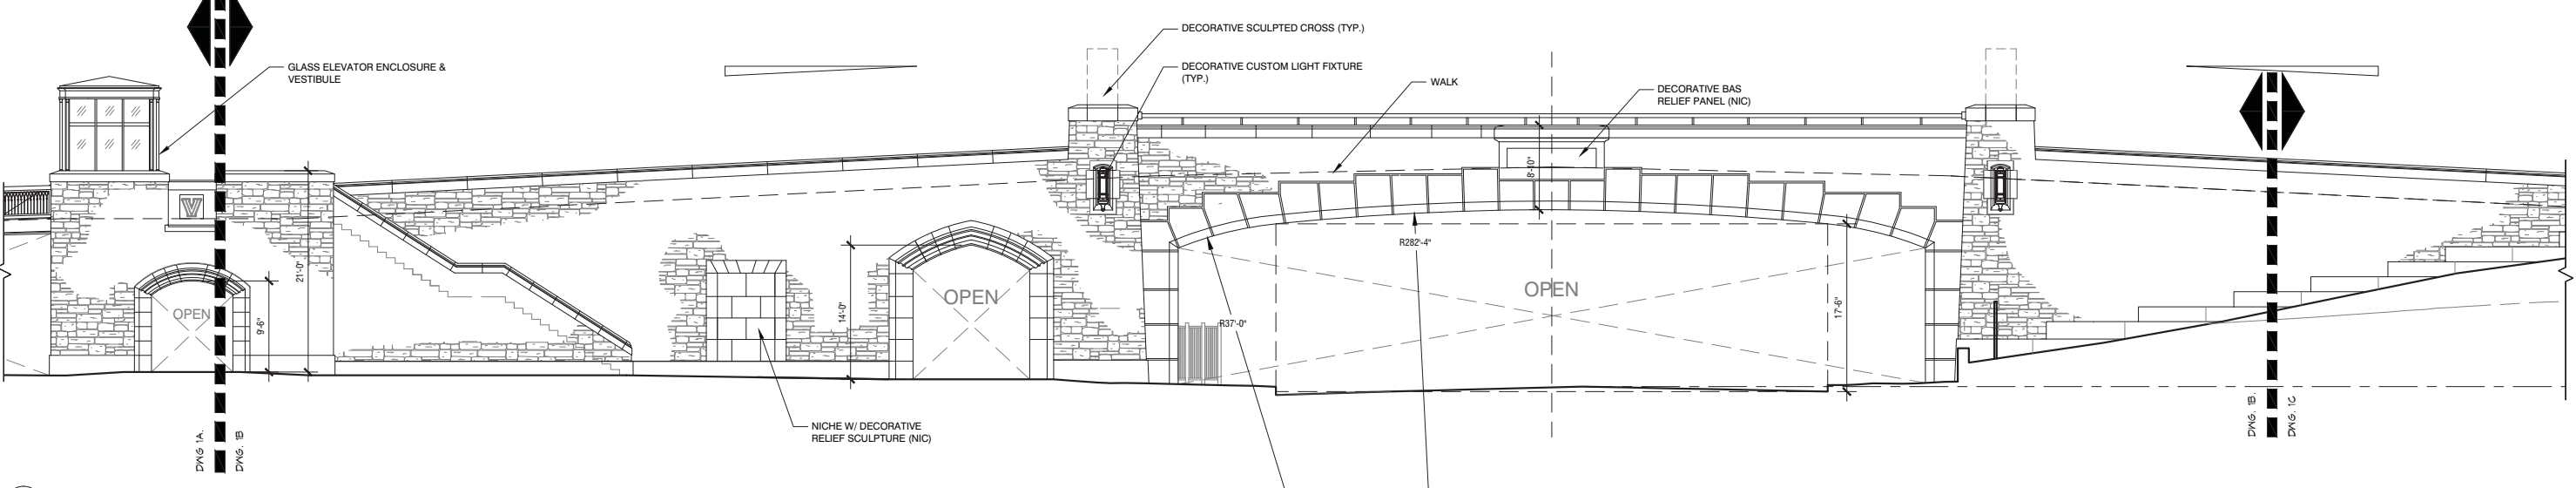 DECORATIVE SCULPTED CROSS (TYP.)
GLASS ELEVATOR ENCLOSURE &
VESTIBULE
DECORATIVE CUSTOM LIGHT FIXTURE
(TYP.)
WALK
DECORATIVE BAS
RELIEF PANEL (NIC)
8'-10"
V
R282'-4"
21'-0"
14'-0"
OPEN
OPEN
17'-6"
OPEN
9'-6"
R37'-0"
NICHE W/ DECORATIVE
RELIEF SCULPTURE (NIC)
DWG 1A.
DWG. 1B
DWG. 1B.
DWG. 1C